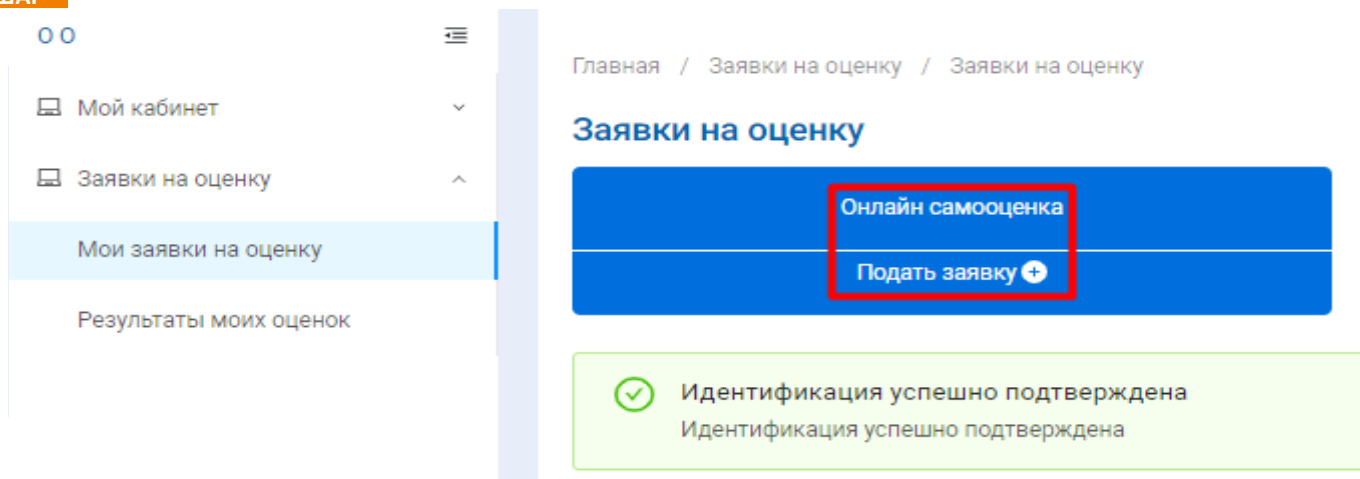 О О
Мой кабинет
Заявки на оценку
Мои заявки на оценку
Результаты моих оценок
Главная / Заявки на оценку / Заявки на оценку
Заявки на оценку
Онлайн самооценка
Подать заявку
Идентификация успешно подтверждена
Идентификация успешно подтверждена